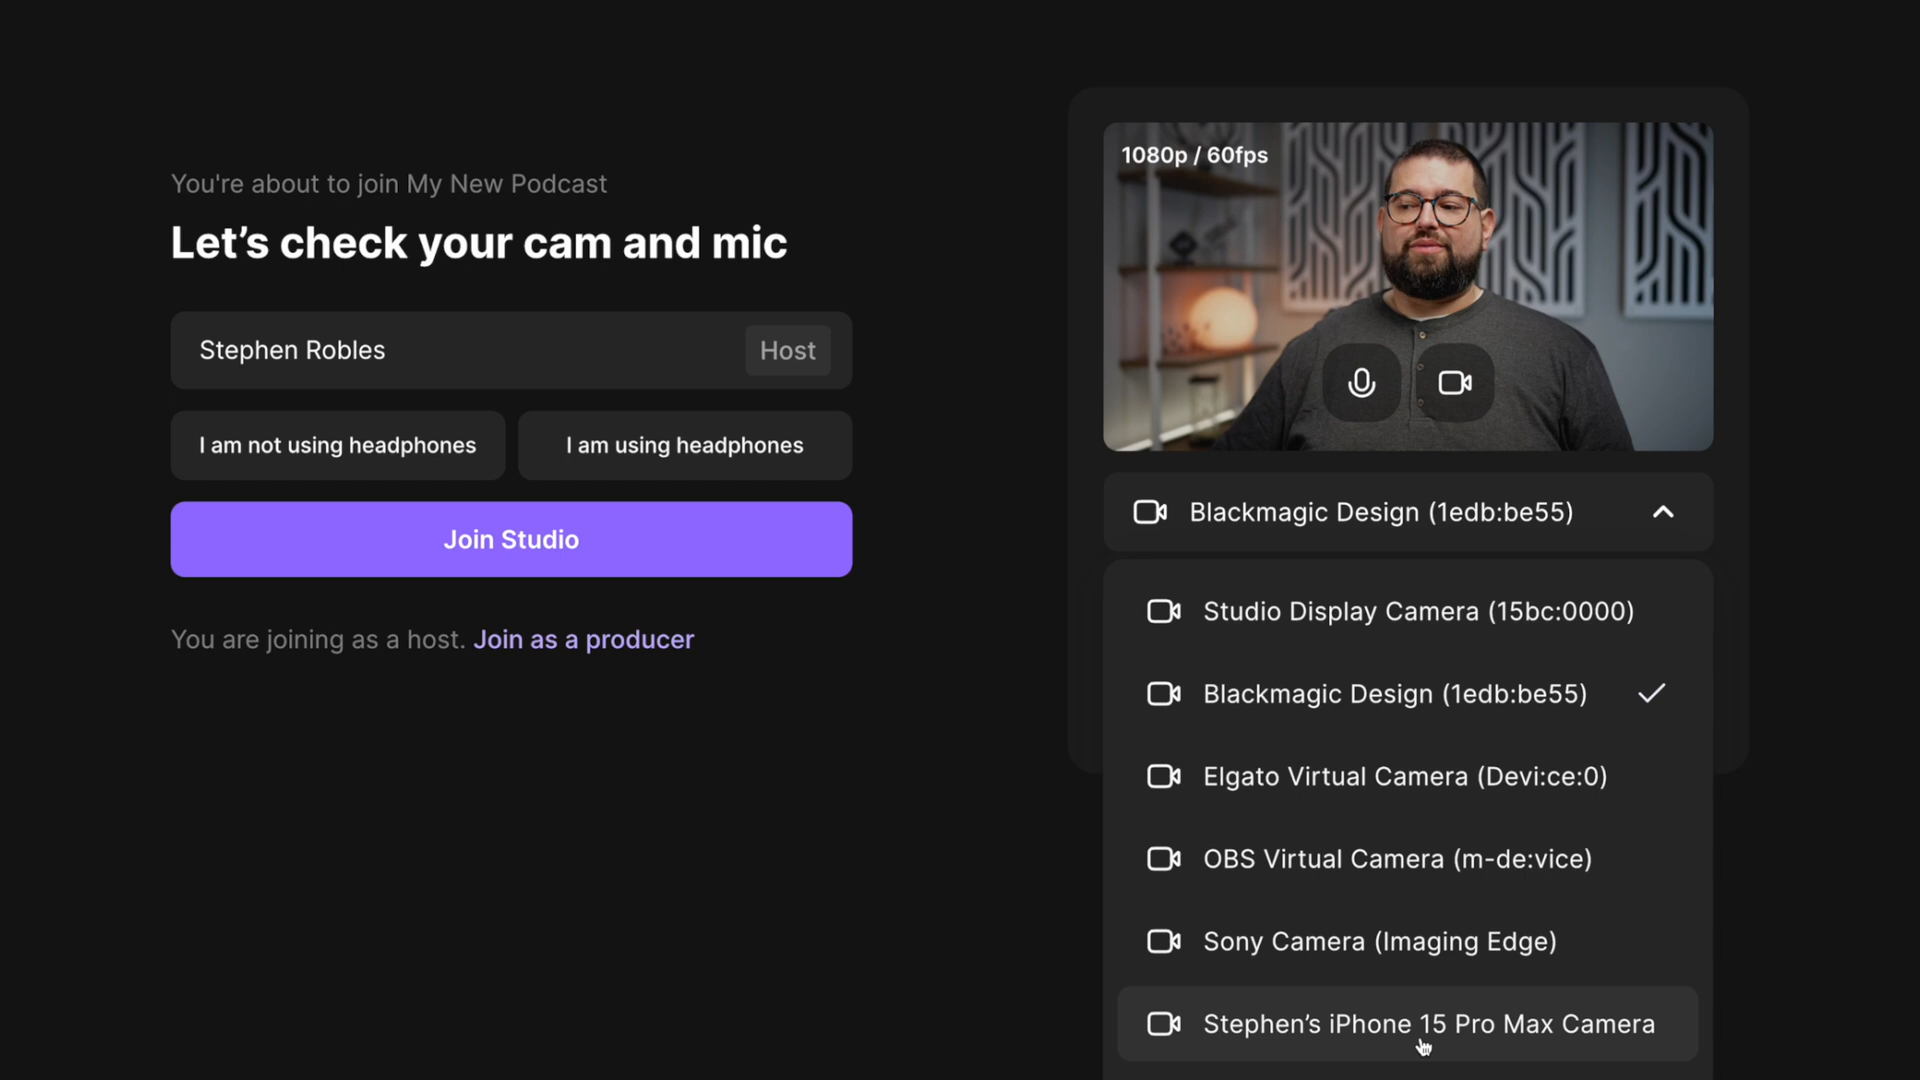 You're about to join My New Podcast
Let’s check your cam and mic
Stephen Robles
Host
I am not using headphones
I am using headphones
Join Studio
You are joining as a host. Join as a producer
1080p / 60fps
Blackmagic Design (1edb:be55)
Studio Display Camera (15bc:0000)
Blackmagic Design (1edb:be55)
Elgato Virtual Camera (Devi:ce:0)
OBS Virtual Camera (m-de:vice)
Sony Camera (Imaging Edge)
Stephen’s iPhone 15 Pro Max Camera